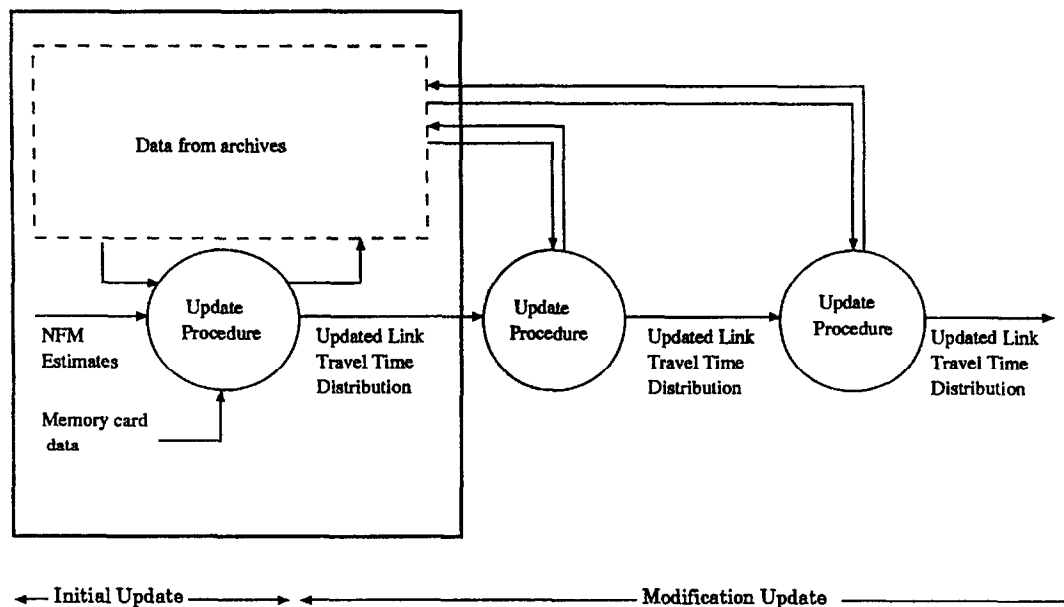 Data from archives
Update
Procedure
Update
Procedure
Update
Procedure
NFM
Estimates
Updated Link
Travel Time
Distribution
Updated Link
Travel Time
Distribution
Updated Link
Travel Time
Distribution
Memory card
data
Initial Update
Modification Update